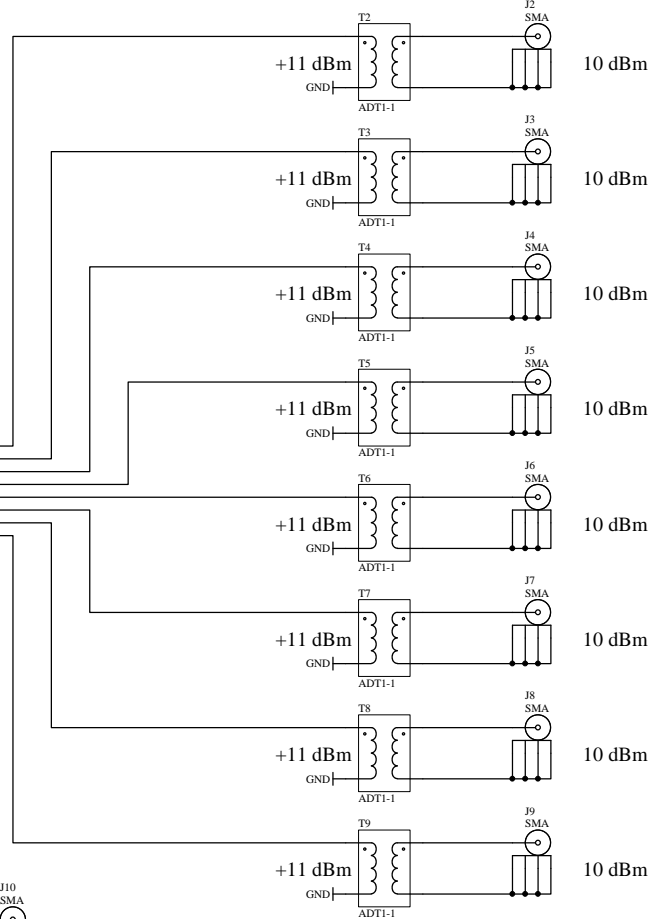 J2
SMA
T2
+11 dBm
10 dBm
GND
ADT1-1
J3
SMA
T3
+11 dBm
10 dBm
GND
ADT1-1
J4
SMA
T4
+11 dBm
10 dBm
GND
ADT1-1
J5
SMA
T5
+11 dBm
10 dBm
GND
ADT1-1
J6
SMA
T6
+11 dBm
10 dBm
GND
ADT1-1
J7
SMA
T7
+11 dBm
10 dBm
GND
ADT1-1
J8
SMA
T8
+11 dBm
10 dBm
GND
ADT1-1
J9
SMA
T9
+11 dBm
10 dBm
GND
ADT1-1
J10
SMA